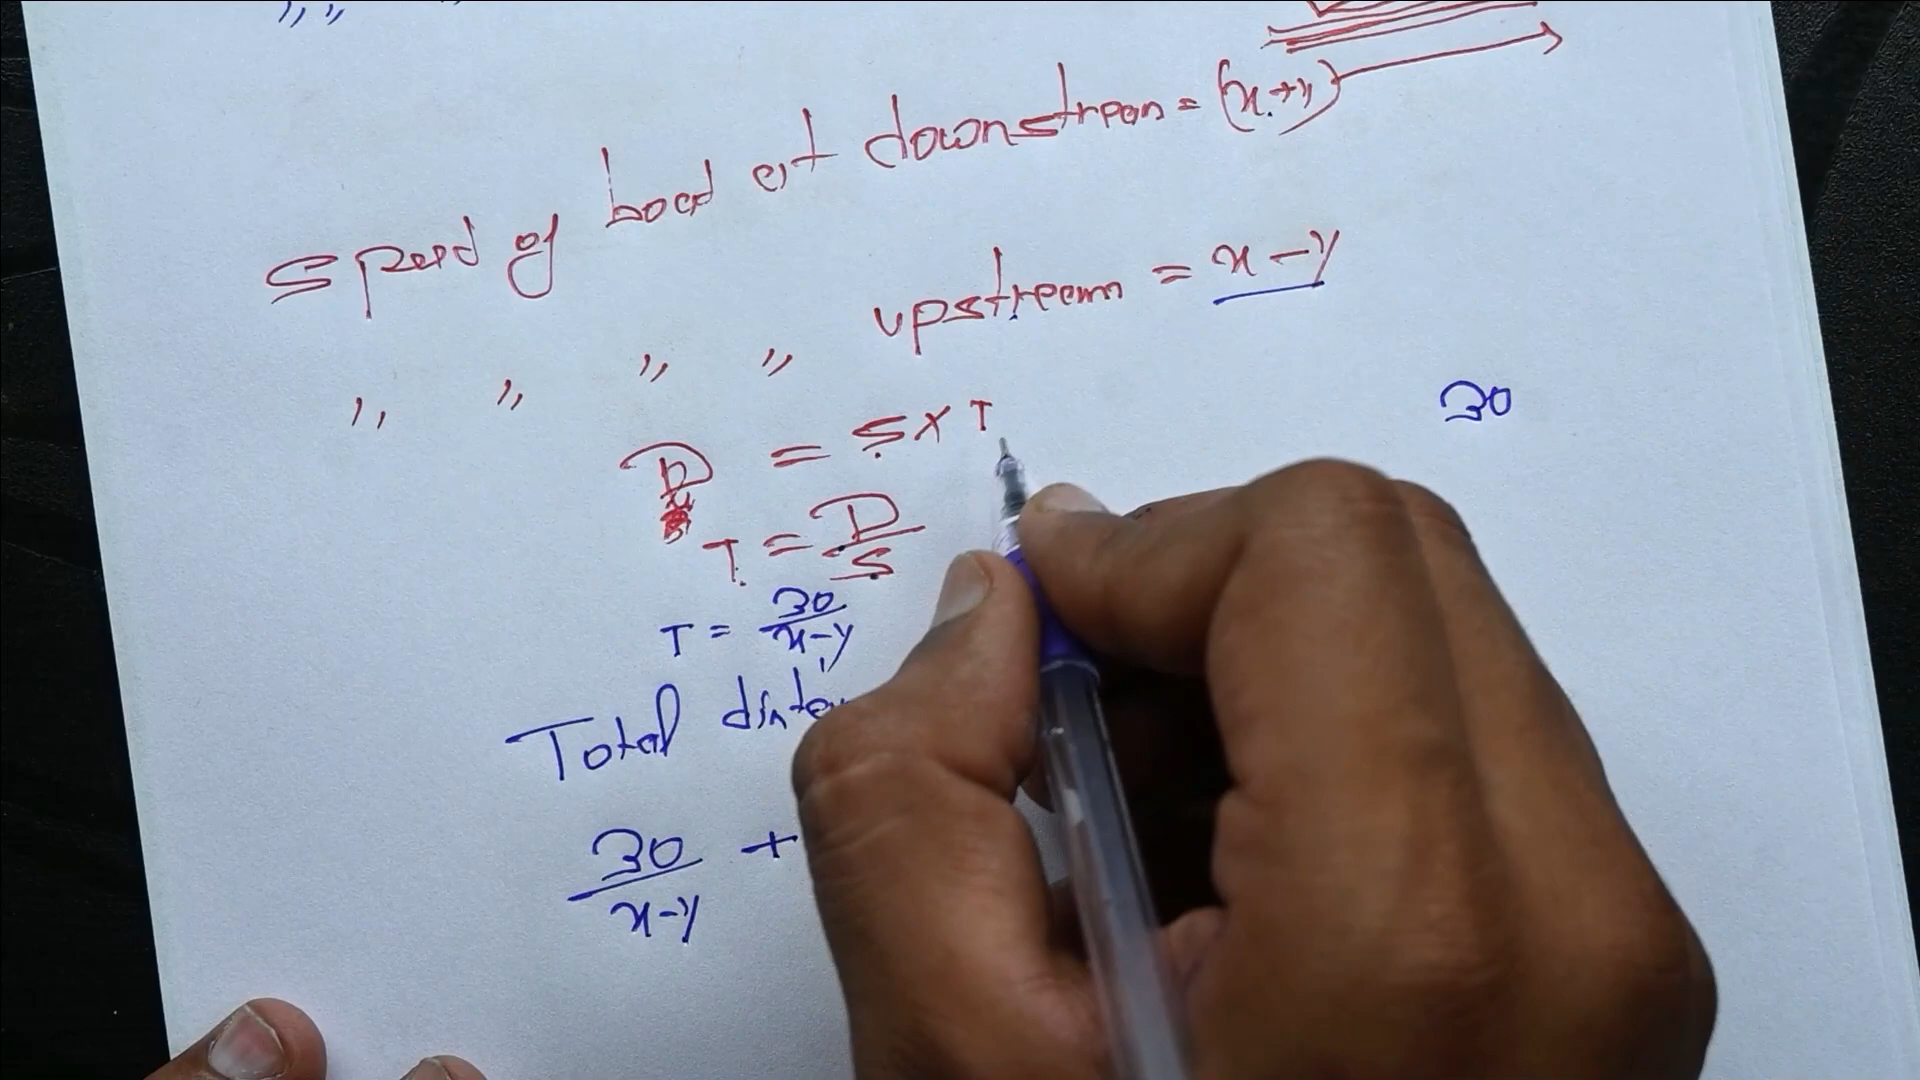 ,, ,,
Speed of boat at downstream = (x+y)
,, ,, ,, ,, upstream = x-y
D = S x T
30
T = D/S
T = 30/x-y
Total
30/x-y +